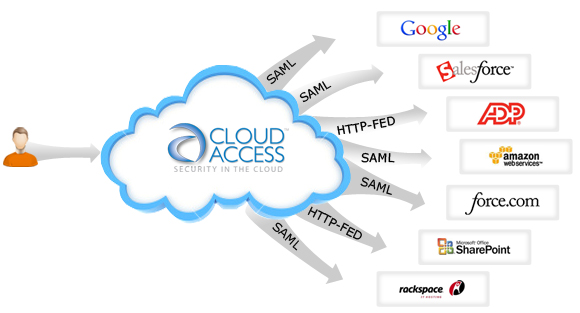 SAML
Google
SAML
Salesforce
HTTP-FED
ADP
CLOUD
ACCESS
SECURITY IN THE CLOUD
SAML
amazon
webservices™
SAML
force.com
HTTP-FED
Microsoft Office
SharePoint
SAML
rackspace